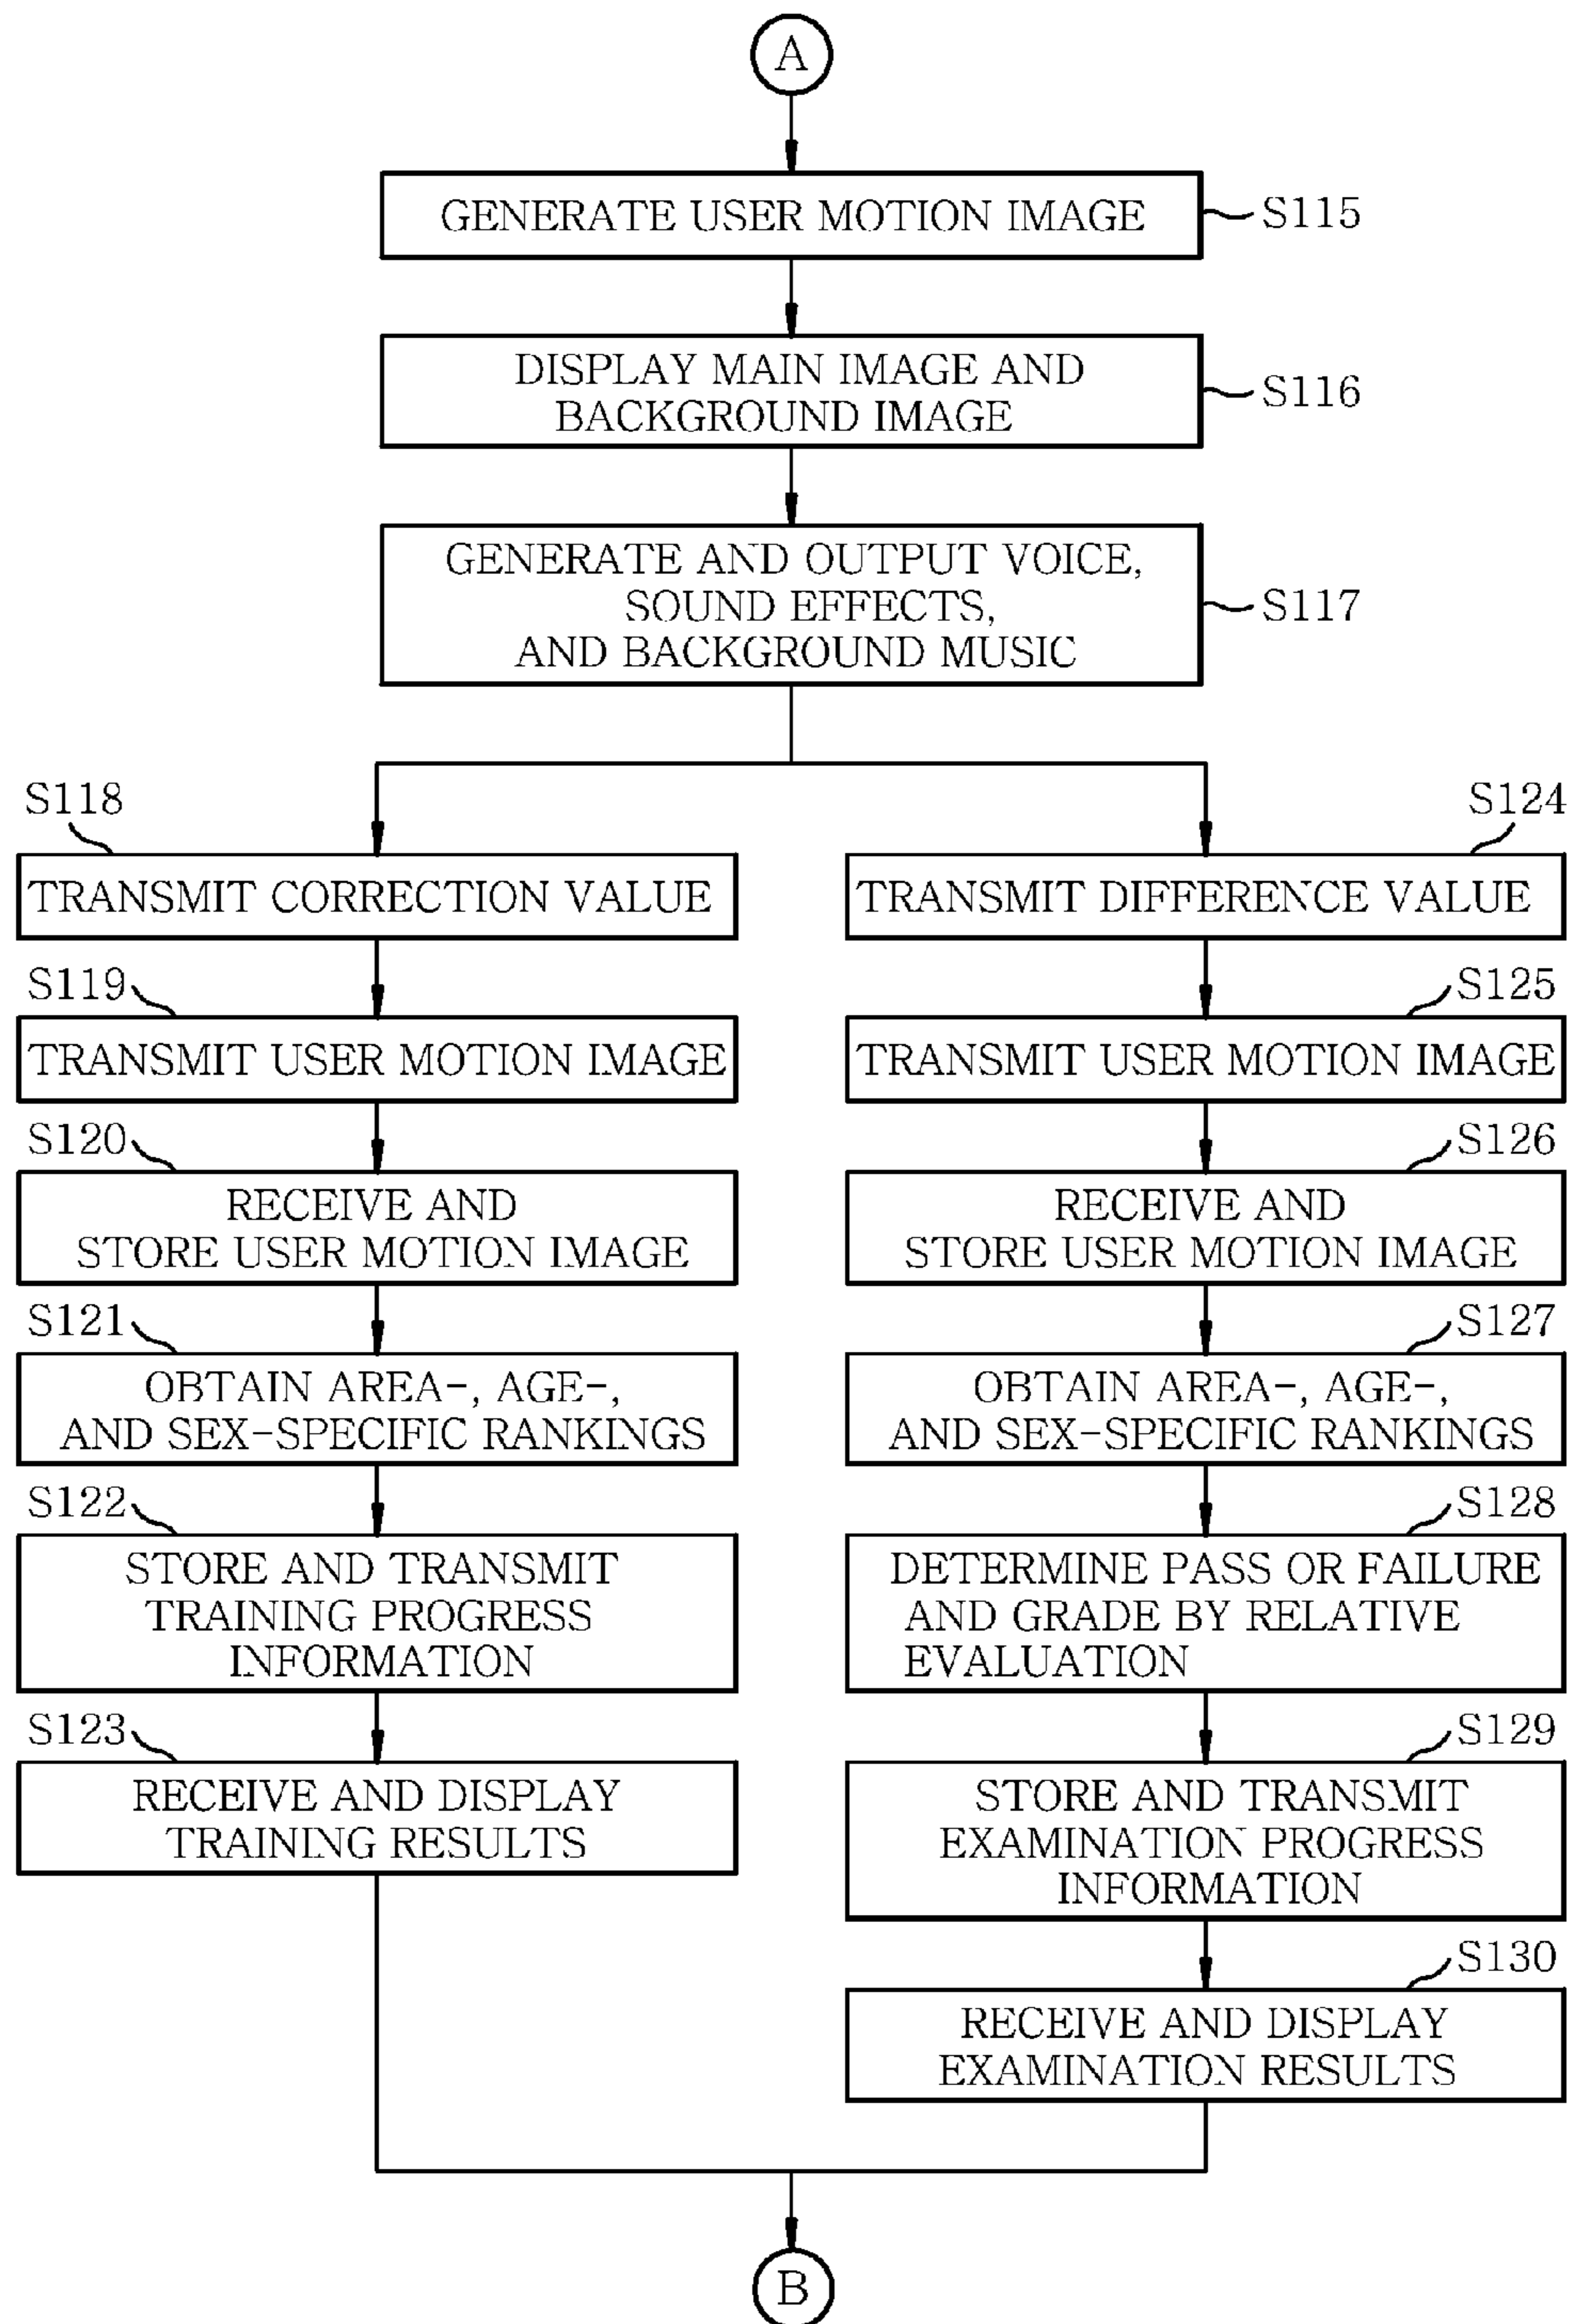 A
GENERATE USER MOTION IMAGE
S115
DISPLAY MAIN IMAGE AND
BACKGROUND IMAGE
S116
GENERATE AND OUTPUT VOICE,
SOUND EFFECTS,
AND BACKGROUND MUSIC
S117
S118
TRANSMIT CORRECTION VALUE
S119
TRANSMIT USER MOTION IMAGE
S120
RECEIVE AND
STORE USER MOTION IMAGE
S121
OBTAIN AREA-, AGE-,
AND SEX-SPECIFIC RANKINGS
S122
STORE AND TRANSMIT
TRAINING PROGRESS
INFORMATION
S123
RECEIVE AND DISPLAY
TRAINING RESULTS
S124
TRANSMIT DIFFERENCE VALUE
S125
TRANSMIT USER MOTION IMAGE
S126
RECEIVE AND
STORE USER MOTION IMAGE
S127
OBTAIN AREA-, AGE-,
AND SEX-SPECIFIC RANKINGS
S128
DETERMINE PASS OR FAILURE
AND GRADE BY RELATIVE
EVALUATION
S129
STORE AND TRANSMIT
EXAMINATION PROGRESS
INFORMATION
S130
RECEIVE AND DISPLAY
EXAMINATION RESULTS
B